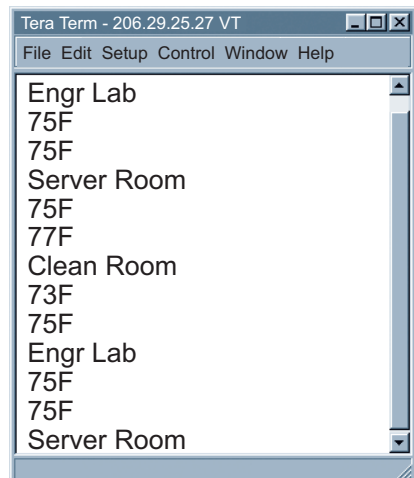 Tera Term - 206.29.25.27 VT
File Edit Setup Control Window Help
Engr Lab
75F
75F
Server Room
75F
77F
Clean Room
73F
75F
Engr Lab
75F
75F
Server Room